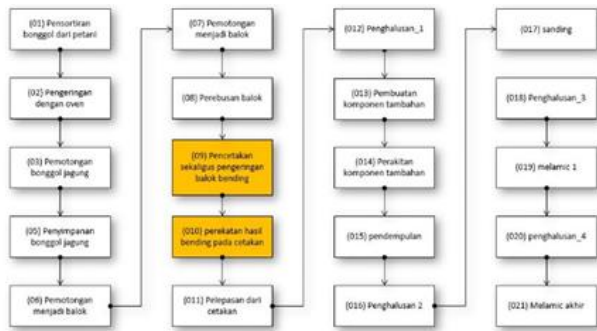 (01) Pensortiran
bonggol dari petani
(02) Pengeringan
dengan oven
(03) Pemotongan
bonggol jagung
(05) Penyimpanan
bonggol jagung
(06) Pemotongan
menjadi balok
(07) Pemotongan
menjadi balok
(08) Perebusan balok
(09) Pencetakan
sekaligus pengeringan
balok bending
(010) perekatan hasil
bending pada cetakan
(011) Pelepasan dari
cetakan
(012) Penghalusan_1
(013) Pembuatan
komponen tambahan
(014) Perakitan
komponen tambahan
(015) pendempulan
(016) Penghalusan 2
(017) sanding
(018) Penghalusan_3
(019) melamic 1
(020) penghalusan_4
(021) Melamic akhir